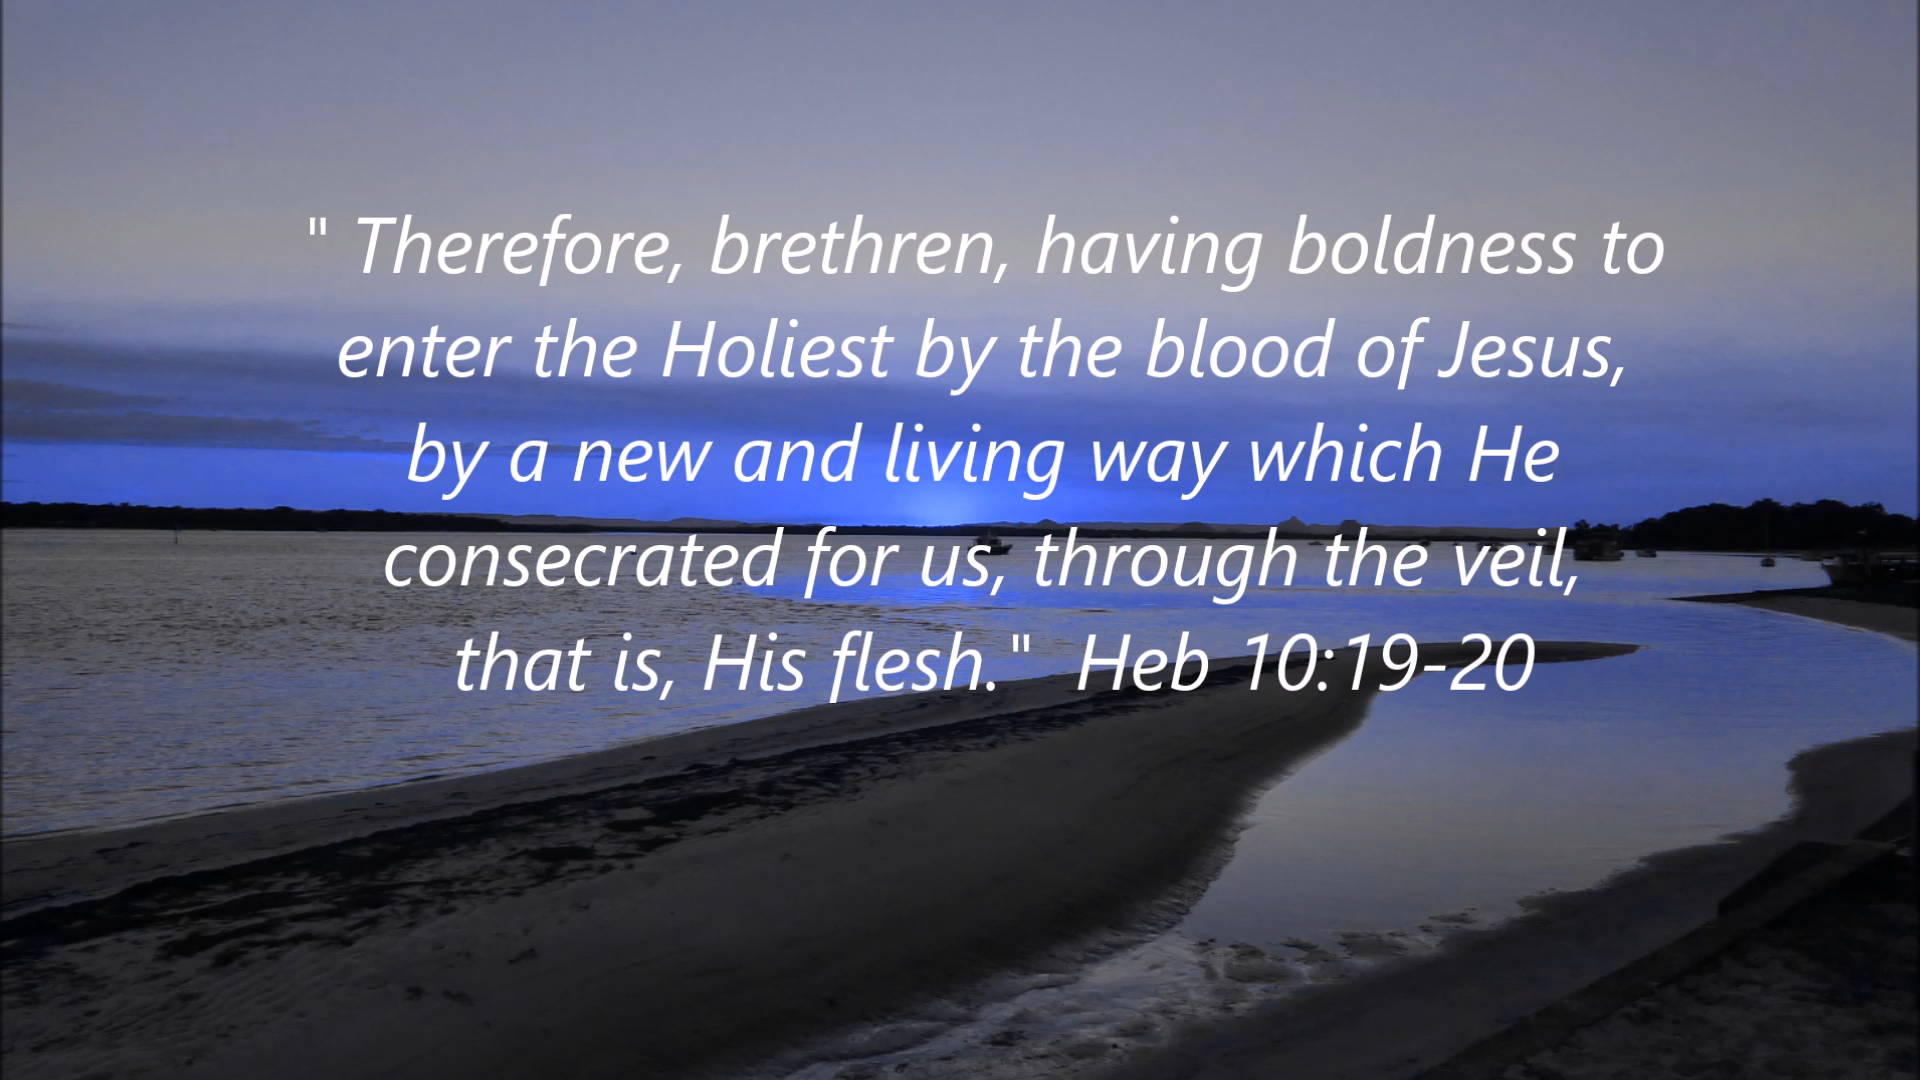 " Therefore, brethren, having boldness to
enter the Holiest by the blood of Jesus,
by a new and living way which He
consecrated for us, through the veil,
that is, His flesh."  Heb 10:19-20